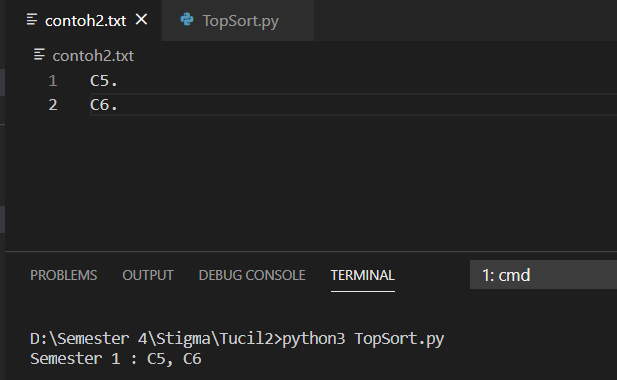 contoh2.txt TopSort.py
contoh2.txt
1 C5.
2 C6.
PROBLEMS OUTPUT DEBUG CONSOLE TERMINAL 1: cmd
D:\Semester 4\Stigma\Tucil2>python3 TopSort.py
Semester 1 : C5, C6